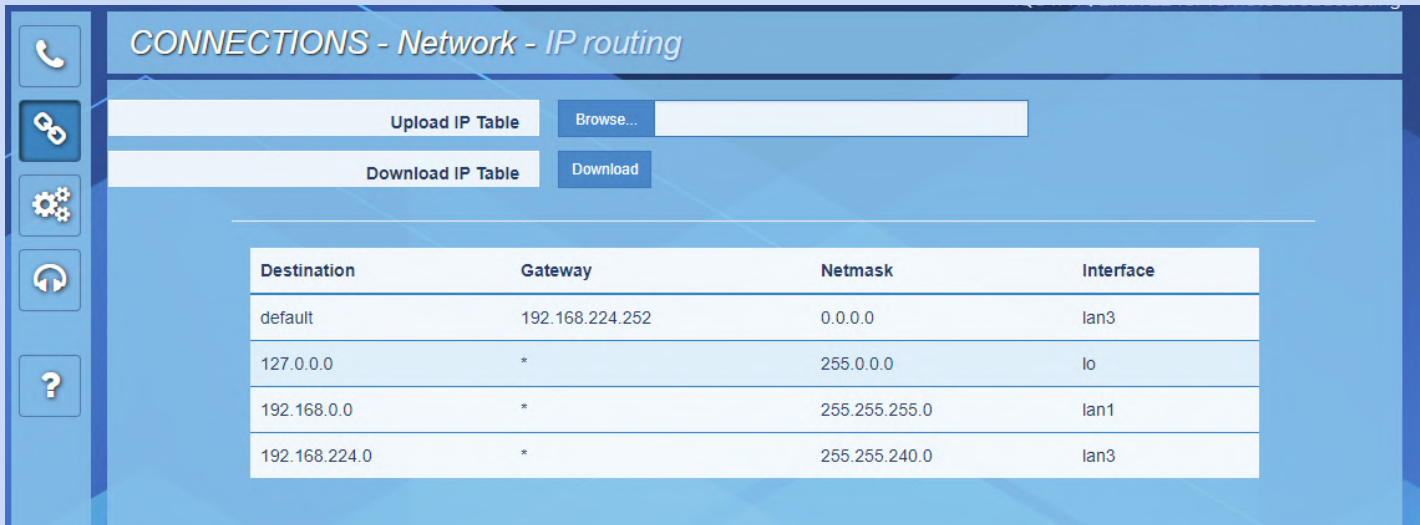 CONNECTIONS - Network - IP routing
Upload IP Table Browse...
Download IP Table Download
Destination Gateway Netmask Interface
default 192.168.224.252 0.0.0.0 lan3
127.0.0.0 * 255.0.0.0 lo
192.168.0.0 * 255.255.255.0 lan1
192.168.224.0 * 255.255.240.0 lan3
?